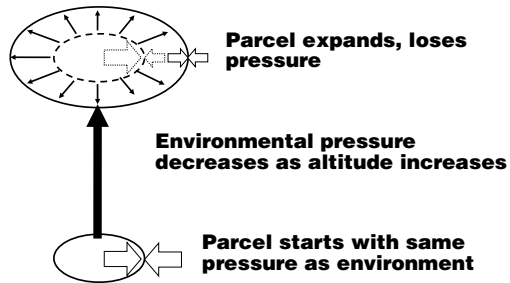 Parcel expands, loses
pressure
Environmental pressure
decreases as altitude increases
Parcel starts with same
pressure as environment